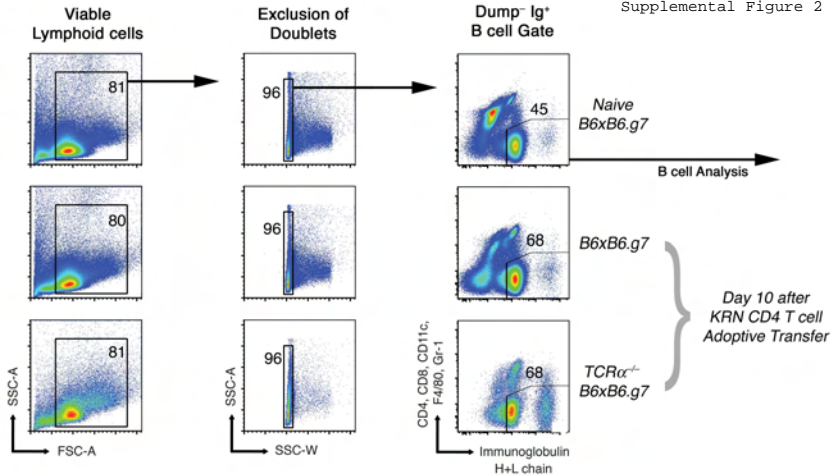 Supplemental Figure 2
Viable
Lymphoid cells
Exclusion of
Doublets
Dump⁻ Ig⁺
B cell Gate
81
96
45
Naive
B6xB6.g7
B cell Analysis
80
96
68
B6xB6.g7
Day 10 after
KRN CD4 T cell
Adoptive Transfer
81
96
68
TCRα⁻/⁻
B6xB6.g7
SSC-A
FSC-A
SSC-A
SSC-W
CD4, CD8, CD11c,
F4/80, Gr-1
Immunoglobulin
H+L chain